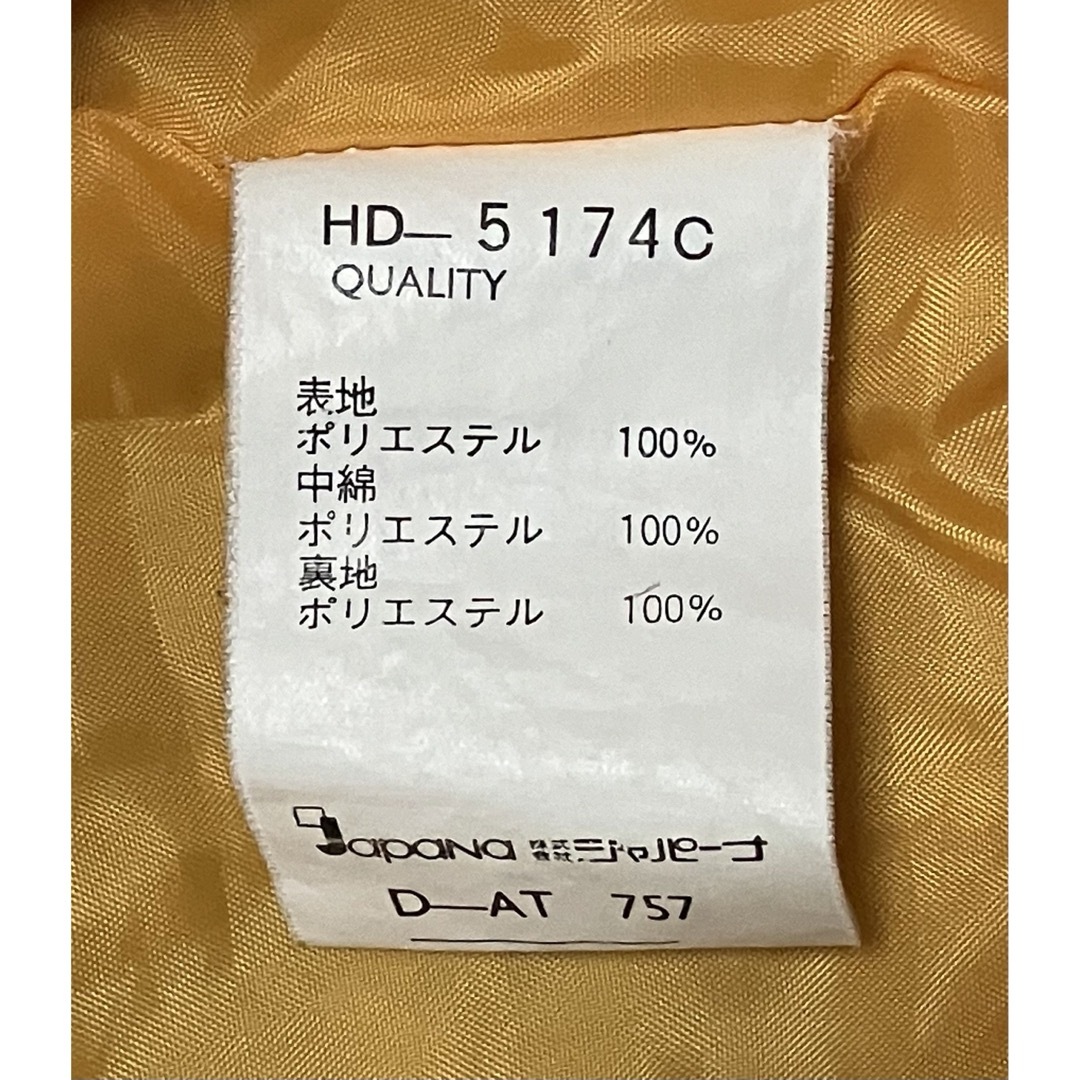 HD— 5174C
QUALITY
表地
ポリエステル 100%
中綿
ポリエステル 100%
裏地
ポリエステル 100%
Japana 株式会社 ジャパーナ
D—AT 757